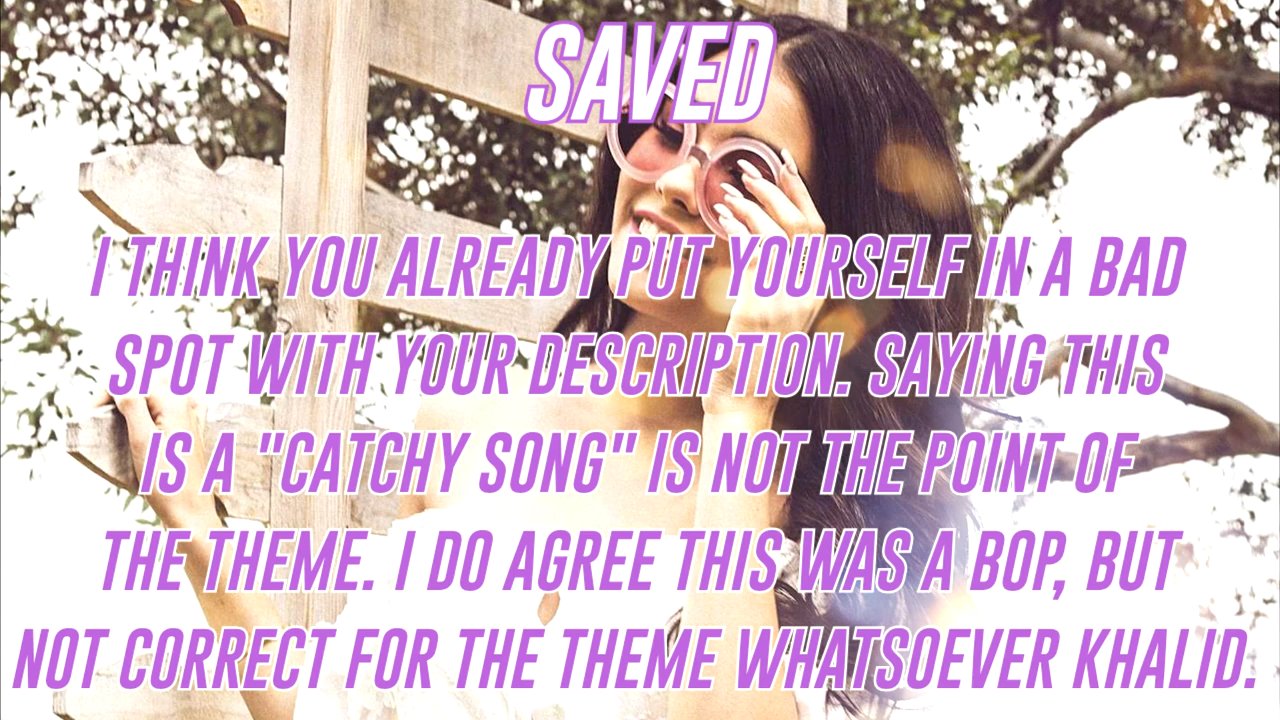 SAVED
I THINK YOU ALREADY PUT YOURSELF IN A BAD
SPOT WITH YOUR DESCRIPTION. SAYING THIS
IS A "CATCHY SONG" IS NOT THE POINT OF
THE THEME. I DO AGREE THIS WAS A BOP, BUT
NOT CORRECT FOR THE THEME WHATSOEVER KHALID.